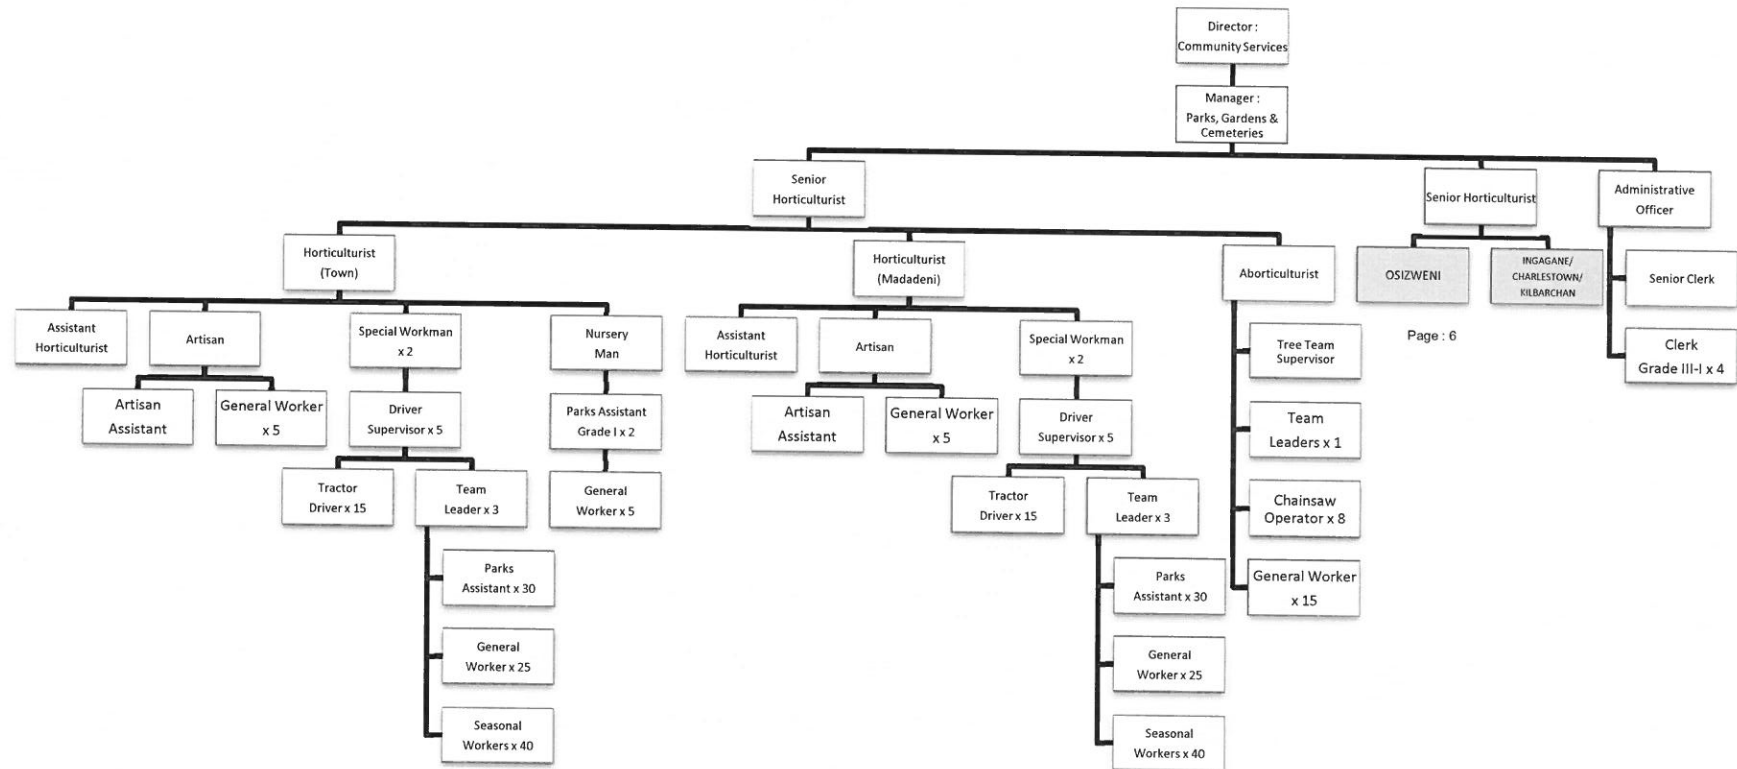 Director :
Community Services
Manager :
Parks, Gardens &
Cemeteries
Senior
Horticulturist
Senior Horticulturist
Administrative
Officer
Horticulturist
(Town)
Horticulturist
(Madadeni)
Aborticulturist
OSIZWENI
INGAGANE/
CHARLESTOWN/
KILBARCHAN
Senior Clerk
Assistant
Horticulturist
Artisan
Special Workman
x 2
Nursery
Man
Assistant
Horticulturist
Artisan
Special Workman
x 2
Tree Team
Supervisor
Page : 6
Clerk
Grade III-I x 4
Artisan
Assistant
General Worker
x 5
Driver
Supervisor x 5
Parks Assistant
Grade I x 2
Artisan
Assistant
General Worker
x 5
Driver
Supervisor x 5
Team
Leaders x 1
Tractor
Driver x 15
Team
Leader x 3
General
Worker x 5
Tractor
Driver x 15
Team
Leader x 3
Chainsaw
Operator x 8
Parks
Assistant x 30
Parks
Assistant x 30
General Worker
x 15
General
Worker x 25
General
Worker x 25
Seasonal
Workers x 40
Seasonal
Workers x 40